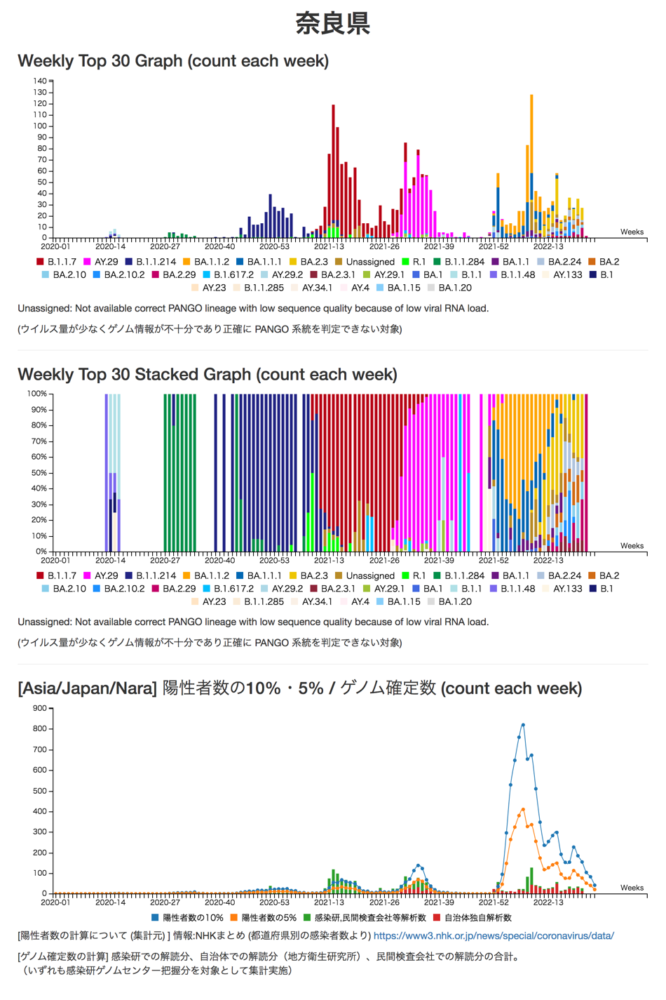 奈良県
Weekly Top 30 Graph (count each week)
140
130
120
110
100
90
80
70
60
50
40
30
20
10
0
Weeks
2020-01 2020-14 2020-27 2020-40 2020-53 2021-13 2021-26 2021-39 2021-52 2022-13
B.1.1.7 AY.29 B.1.1.214 BA.1.1.2 BA.1.1.1 BA.2.3 Unassigned R.1 B.1.1.284 BA.1.1 BA.2.24 BA.2
BA.2.10 BA.2.10.2 BA.2.29 B.1.617.2 AY.29.2 BA.2.3.1 AY.29.1 BA.1 B.1.1 B.1.1.48 AY.133 B.1
AY.23 B.1.1.285 AY.34.1 AY.4 BA.1.15 BA.1.20
Unassigned: Not available correct PANGO lineage with low sequence quality because of low viral RNA load.
(ウイルス量が少なくゲノム情報が不十分であり正確に PANGO 系統を判定できない対象)
Weekly Top 30 Stacked Graph (count each week)
100%
90%
80%
70%
60%
50%
40%
30%
20%
10%
0%
Weeks
2020-01 2020-14 2020-27 2020-40 2020-53 2021-13 2021-26 2021-39 2021-52 2022-13
B.1.1.7 AY.29 B.1.1.214 BA.1.1.2 BA.1.1.1 BA.2.3 Unassigned R.1 B.1.1.284 BA.1.1 BA.2.24 BA.2
BA.2.10 BA.2.10.2 BA.2.29 B.1.617.2 AY.29.2 BA.2.3.1 AY.29.1 BA.1 B.1.1 B.1.1.48 AY.133 B.1
AY.23 B.1.1.285 AY.34.1 AY.4 BA.1.15 BA.1.20
Unassigned: Not available correct PANGO lineage with low sequence quality because of low viral RNA load.
(ウイルス量が少なくゲノム情報が不十分であり正確に PANGO 系統を判定できない対象)
[Asia/Japan/Nara] 陽性者数の10%・5% / ゲノム確定数 (count each week)
900
800
700
600
500
400
300
200
100
0
Weeks
2020-01 2020-14 2020-27 2020-40 2020-53 2021-13 2021-26 2021-39 2021-52 2022-13
陽性者数の10% 陽性者数の5% 感染研,民間検査会社等解析数 自治体独自解析数
[陽性者数の計算について (集計元) ] 情報:NHKまとめ (都道府県別の感染者数より) https://www3.nhk.or.jp/news/special/coronavirus/data/
[ゲノム確定数の計算] 感染研での解読分、自治体での解読分（地方衛生研究所）、民間検査会社での解読分の合計。
（いずれも感染研ゲノムセンター把握分を対象として集計実施）